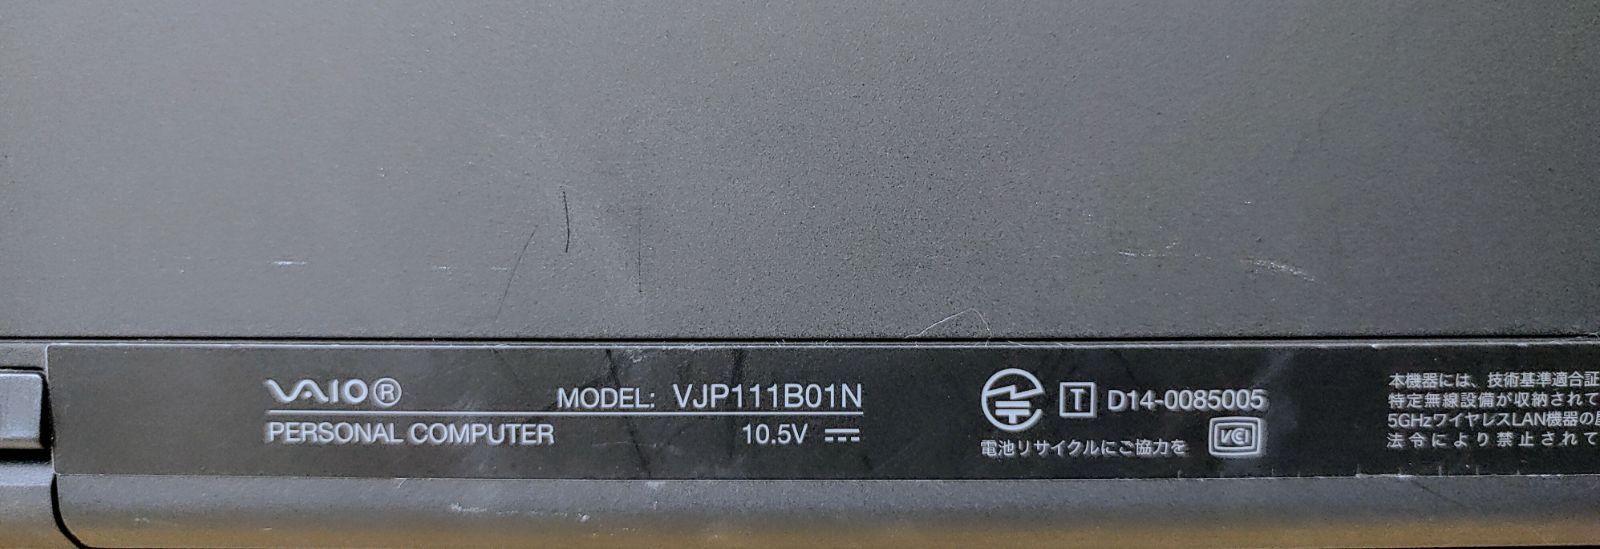 VAIO® MODEL: VJP111B01N
PERSONAL COMPUTER 10.5V
T D14-0085005
電池リサイクルにご協力を VCI
本機器には、技術基準適合証
特定無線設備が収納されて
5GHzワイヤレスLAN機器の屋
法令により禁止されて